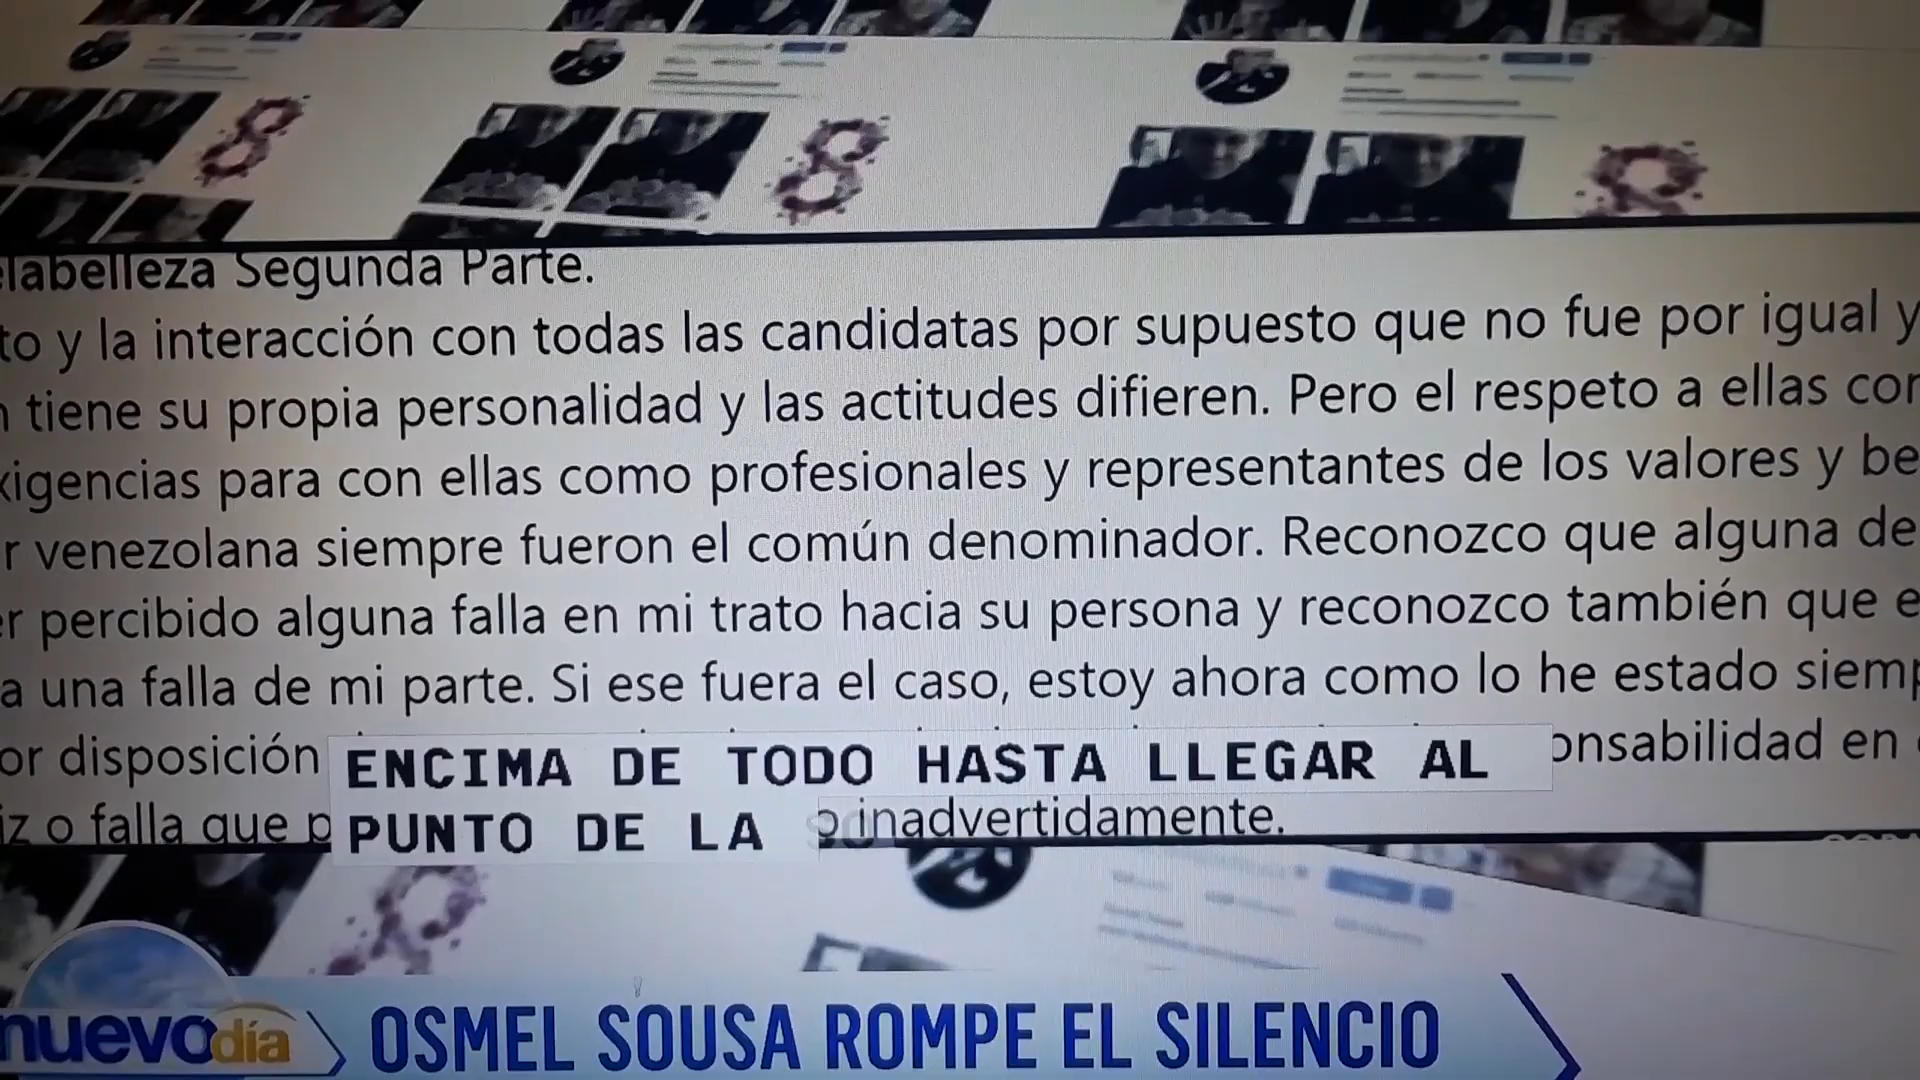 labelleza Segunda Parte.
to y la interacción con todas las candidatas por supuesto que no fue por igual y
n tiene su propia personalidad y las actitudes difieren. Pero el respeto a ellas con
xigencias para con ellas como profesionales y representantes de los valores y be
r venezolana siempre fueron el común denominador. Reconozco que alguna de
er percibido alguna falla en mi trato hacia su persona y reconozco también que e
a una falla de mi parte. Si ese fuera el caso, estoy ahora como lo he estado siemp
or disposición
onsabilidad en
ENCIMA DE TODO HASTA LLEGAR AL
iz o falla que p
inadvertidamente.
PUNTO DE LA
nuevo día
OSMEL SOUSA ROMPE EL SILENCIO